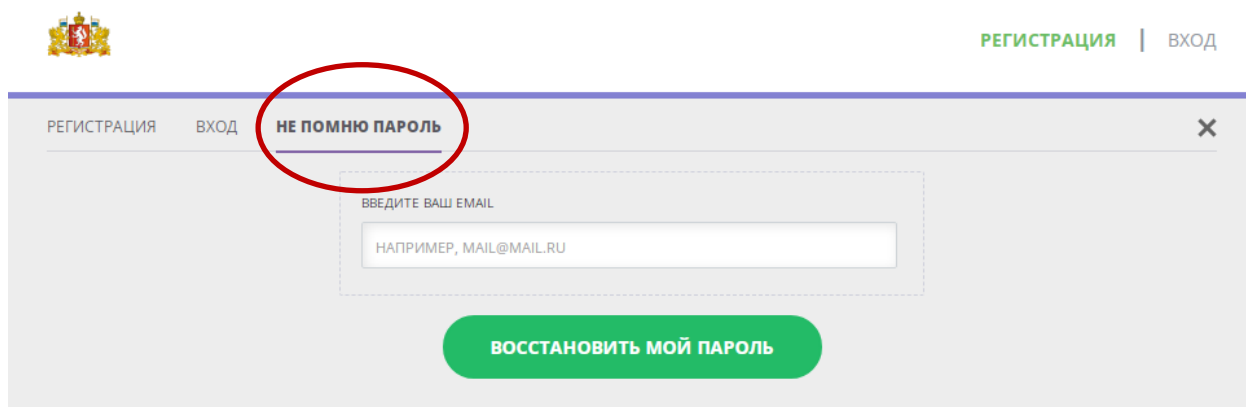 РЕГИСТРАЦИЯ | ВХОД
РЕГИСТРАЦИЯ ВХОД НЕ ПОМНЮ ПАРОЛЬ
ВВЕДИТЕ ВАШ EMAIL
НАПРИМЕР, MAIL@MAIL.RU
ВОССТАНОВИТЬ МОЙ ПАРОЛЬ